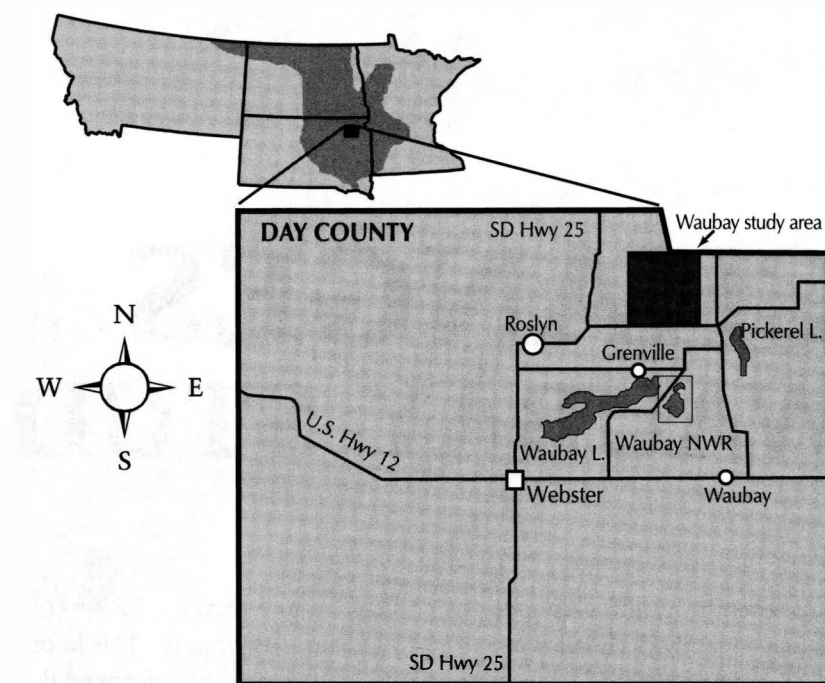 DAY COUNTY
SD Hwy 25
Waubay study area
Roslyn
Pickerel L.
Grenville
N
W
E
S
U.S. Hwy 12
Waubay L.
Waubay NWR
Webster
Waubay
SD Hwy 25